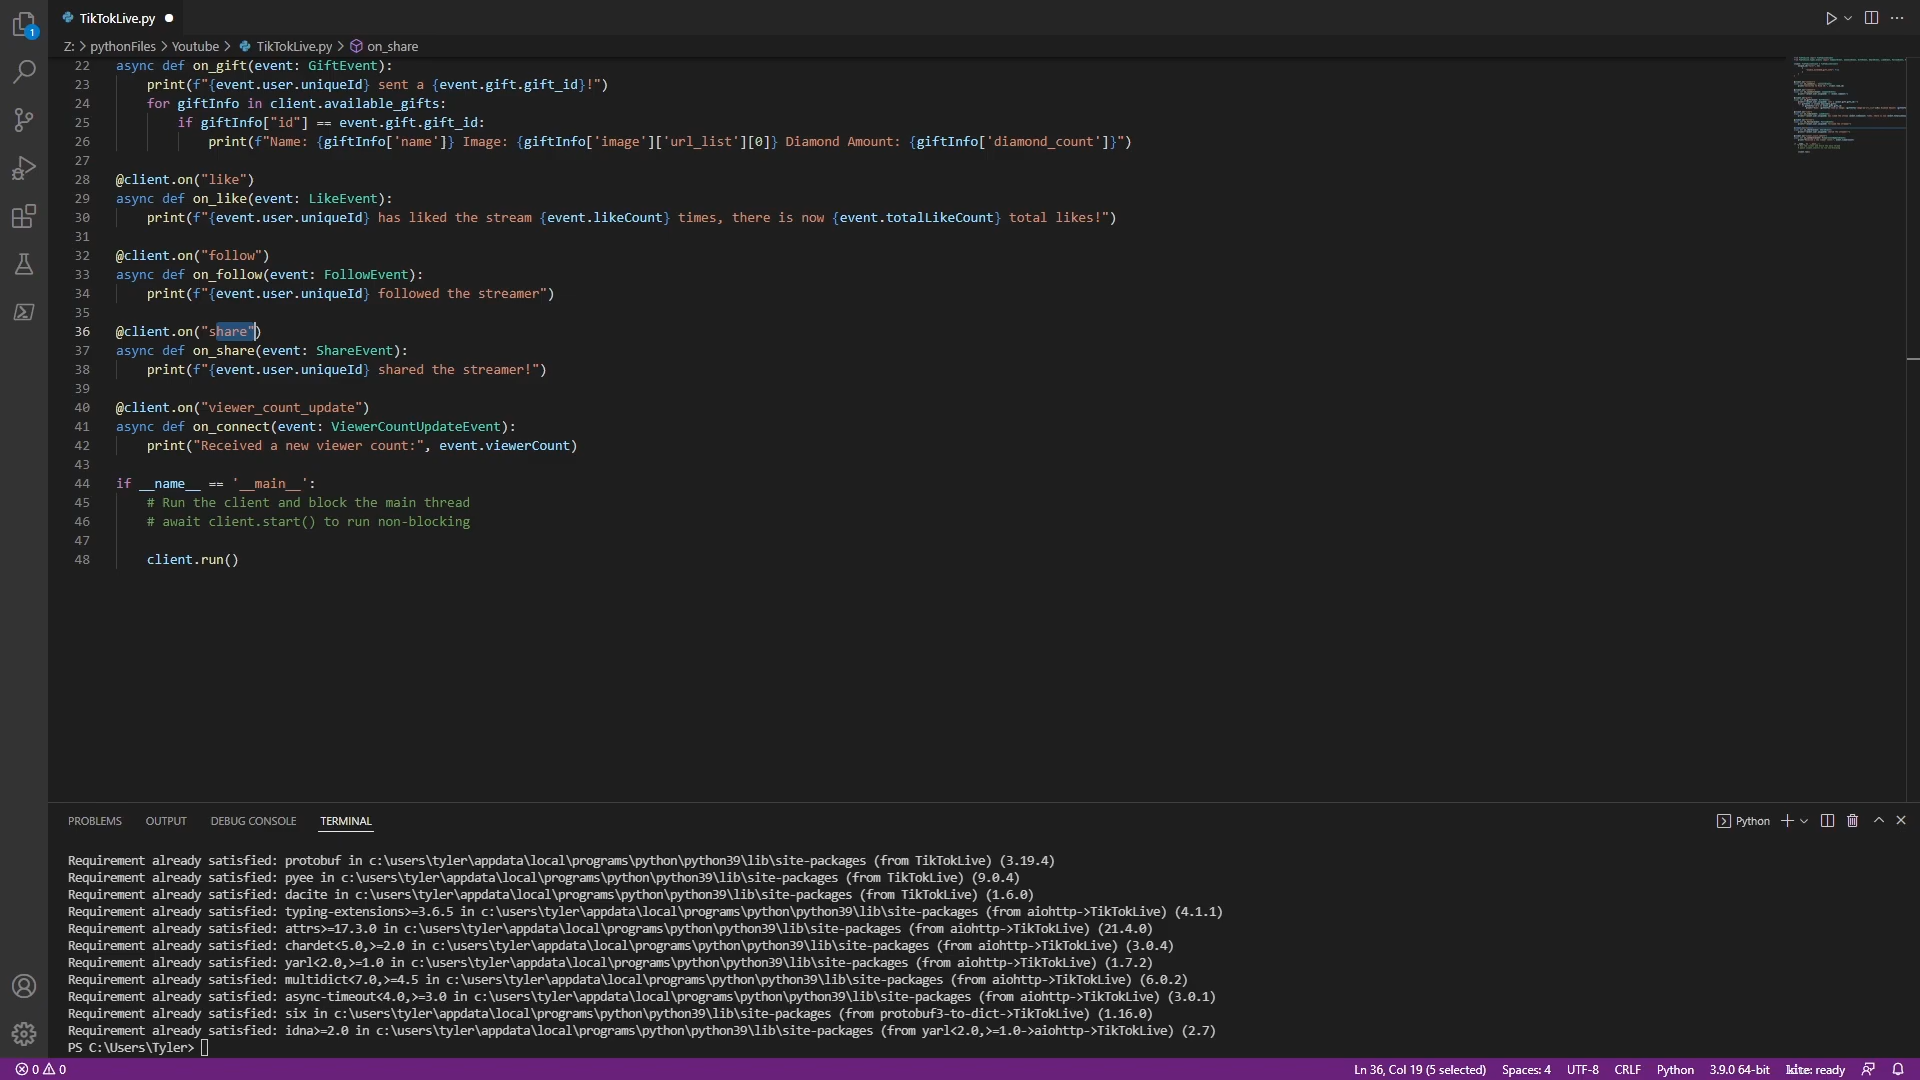 TikTokLive.py
1
Z: > pythonFiles > Youtube > TikTokLive.py > on_share
22 async def on_gift(event: GiftEvent):
23 print(f"{event.user.uniqueId} sent a {event.gift.gift_id}!")
24 for giftInfo in client.available_gifts:
25 if giftInfo["id"] == event.gift.gift_id:
26 print(f"Name: {giftInfo['name']} Image: {giftInfo['image']['url_list'][0]} Diamond Amount: {giftInfo['diamond_count']}")
27
28 @client.on("like")
29 async def on_like(event: LikeEvent):
30 print(f"{event.user.uniqueId} has liked the stream {event.likeCount} times, there is now {event.totalLikeCount} total likes!")
31
32 @client.on("follow")
33 async def on_follow(event: FollowEvent):
34 print(f"{event.user.uniqueId} followed the streamer")
35
36 @client.on("share")
37 async def on_share(event: ShareEvent):
38 print(f"{event.user.uniqueId} shared the streamer!")
39
40 @client.on("viewer_count_update")
41 async def on_connect(event: ViewerCountUpdateEvent):
42 print("Received a new viewer count:", event.viewerCount)
43
44 if __name__ == '__main__':
45 # Run the client and block the main thread
46 # await client.start() to run non-blocking
47
48 client.run()
PROBLEMS OUTPUT DEBUG CONSOLE TERMINAL Python
Requirement already satisfied: protobuf in c:\users\tyler\appdata\local\programs\python\python39\lib\site-packages (from TikTokLive) (3.19.4)
Requirement already satisfied: pyee in c:\users\tyler\appdata\local\programs\python\python39\lib\site-packages (from TikTokLive) (9.0.4)
Requirement already satisfied: dacite in c:\users\tyler\appdata\local\programs\python\python39\lib\site-packages (from TikTokLive) (1.6.0)
Requirement already satisfied: typing-extensions>=3.6.5 in c:\users\tyler\appdata\local\programs\python\python39\lib\site-packages (from aiohttp->TikTokLive) (4.1.1)
Requirement already satisfied: attrs>=17.3.0 in c:\users\tyler\appdata\local\programs\python\python39\lib\site-packages (from aiohttp->TikTokLive) (21.4.0)
Requirement already satisfied: chardet<5.0,>=2.0 in c:\users\tyler\appdata\local\programs\python\python39\lib\site-packages (from aiohttp->TikTokLive) (3.0.4)
Requirement already satisfied: yarl<2.0,>=1.0 in c:\users\tyler\appdata\local\programs\python\python39\lib\site-packages (from aiohttp->TikTokLive) (1.7.2)
Requirement already satisfied: multidict<7.0,>=4.5 in c:\users\tyler\appdata\local\programs\python\python39\lib\site-packages (from aiohttp->TikTokLive) (6.0.2)
Requirement already satisfied: async-timeout<4.0,>=3.0 in c:\users\tyler\appdata\local\programs\python\python39\lib\site-packages (from aiohttp->TikTokLive) (3.0.1)
Requirement already satisfied: six in c:\users\tyler\appdata\local\programs\python\python39\lib\site-packages (from protobuf3-to-dict->TikTokLive) (1.16.0)
Requirement already satisfied: idna>=2.0 in c:\users\tyler\appdata\local\programs\python\python39\lib\site-packages (from yarl<2.0,>=1.0->aiohttp->TikTokLive) (2.7)
PS C:\Users\Tyler>
0 0 Ln 36, Col 19 (5 selected) Spaces: 4 UTF-8 CRLF Python 3.9.0 64-bit kite: ready